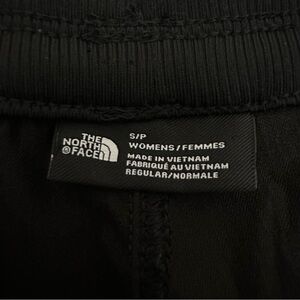 THE
NORTH
FACE
S/P
WOMENS/FEMMES
MADE IN VIETNAM
FABRIQUÉ AU VIETNAM
REGULAR/NORMALE